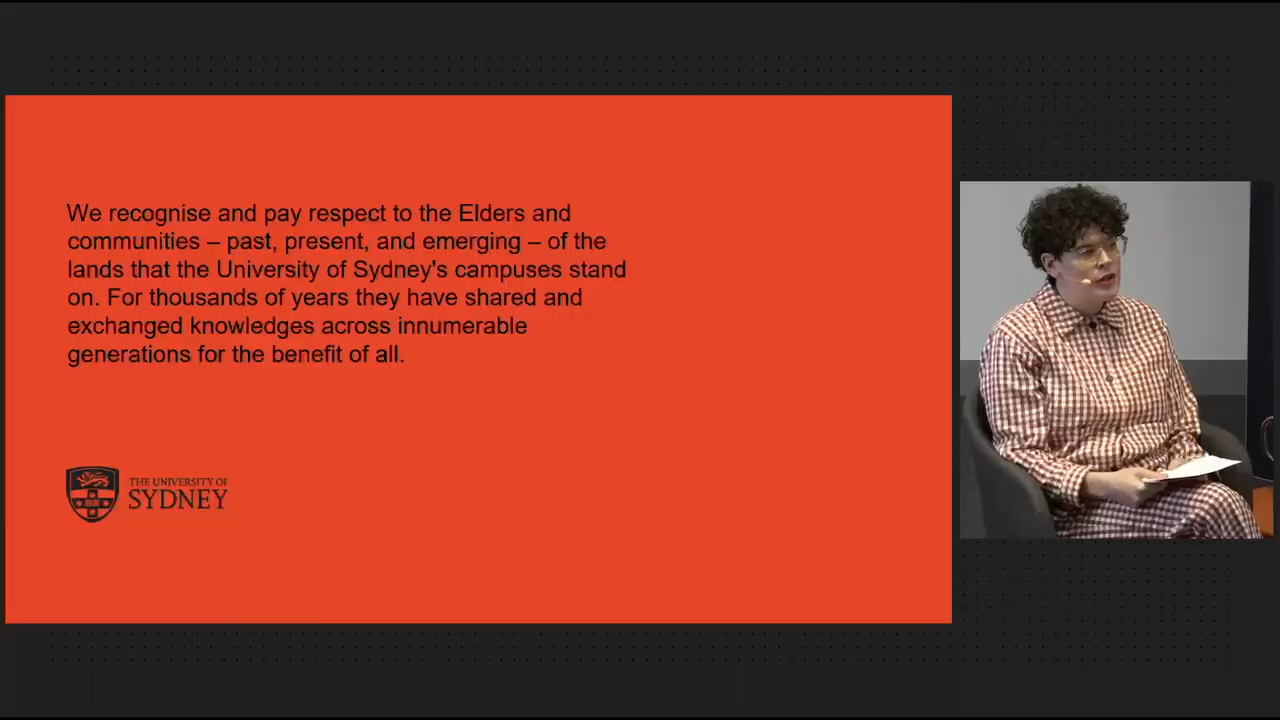 We recognise and pay respect to the Elders and
communities – past, present, and emerging – of the
lands that the University of Sydney's campuses stand
on. For thousands of years they have shared and
exchanged knowledges across innumerable
generations for the benefit of all.
THE UNIVERSITY OF
SYDNEY